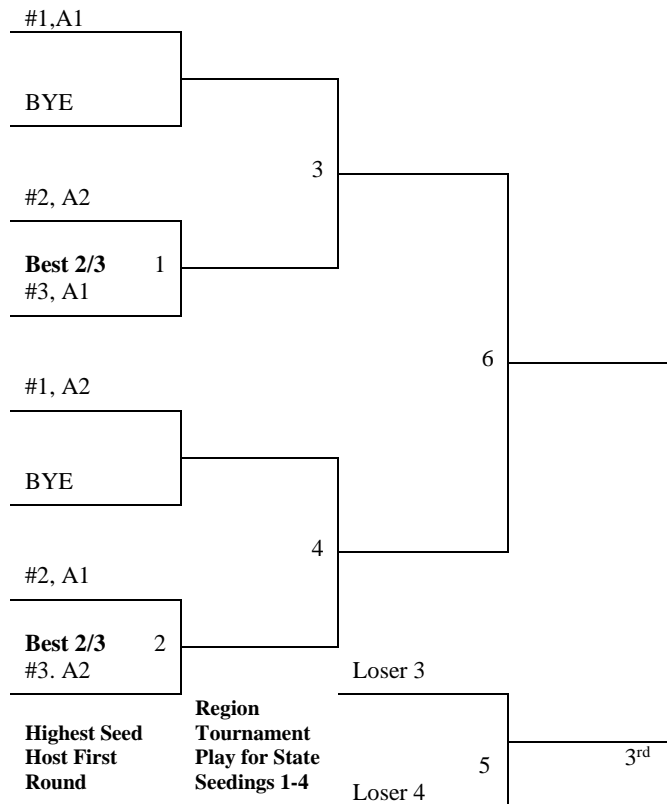 #1,A1
BYE
3
#2, A2
Best 2/3 1
#3, A1
6
#1, A2
BYE
4
#2, A1
Best 2/3 2
#3. A2
Loser 3
Highest Seed
Host First
Round
Region
Tournament
Play for State
Seedings 1-4
5
3rd
Loser 4